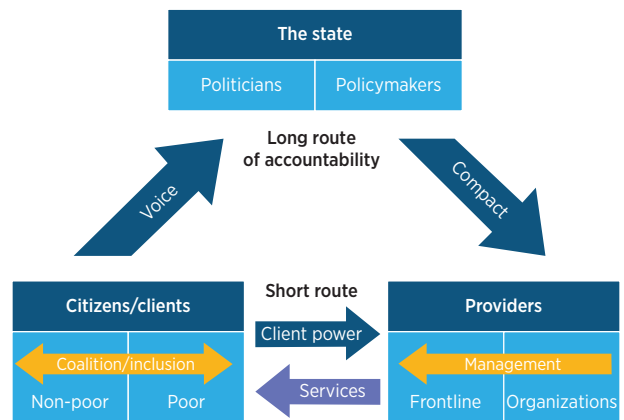 The state
Politicians
Policymakers
Long route
of accountability
Voice
Compact
Citizens/clients
Short route
Providers
Coalition/inclusion
Client power
Management
Non-poor
Poor
Services
Frontline
Organizations